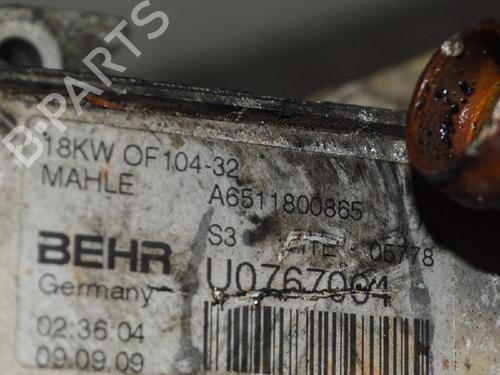 B-PARTS
18KW OF104-32
MAHLE
A6511800865
S3 05778
BEHR
Germany
U0767004
02:36:04
09.09.09